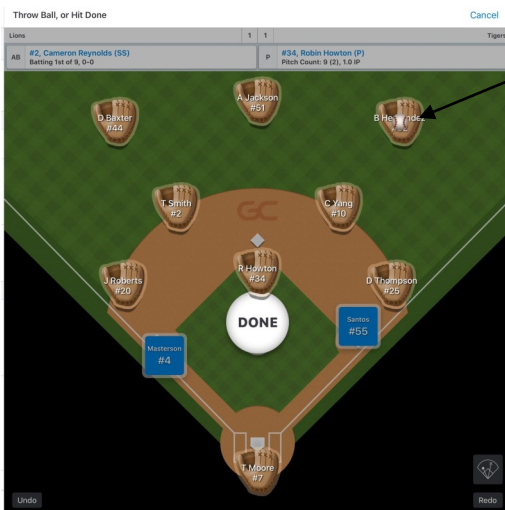 Throw Ball, or Hit Done
Cancel
Lions
1
1
Tigers
AB
#2, Cameron Reynolds (SS)
Batting 1st of 9, 0-0
P
#34, Robin Howton (P)
Pitch Count: 9 (2), 1.0 IP
A Jackson
#51
D Baxter
#44
B He
T Smith
#2
GC
C Yang
#10
R Howton
#34
J Roberts
#20
D Thompson
#25
DONE
Santos
#55
Masterson
#4
T Moore
#7
Undo
Redo